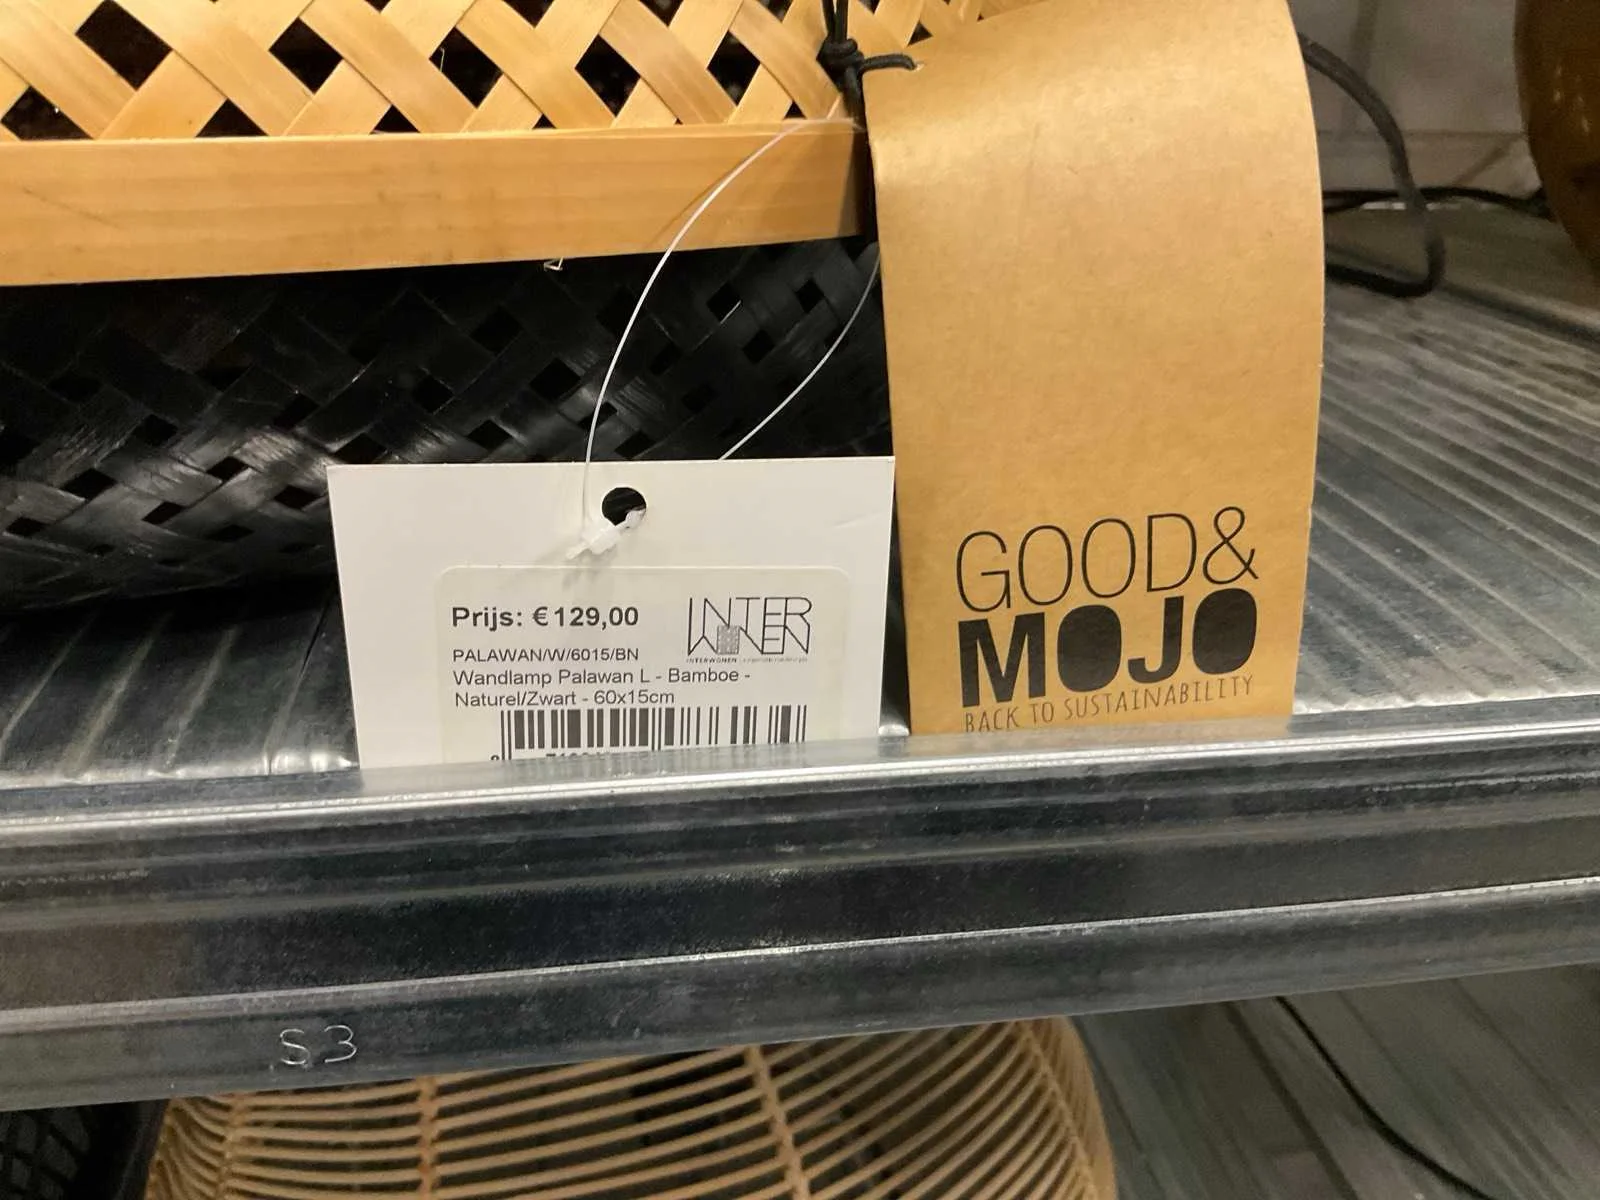 Prijs: € 129,00
INTER
WONEN
INTERWONEN
PALAWAN/W/6015/BN
Wandlamp Palawan L - Bamboe -
Naturel/Zwart - 60x15cm
GOOD&
MOJO
BACK TO SUSTAINABILITY
S3